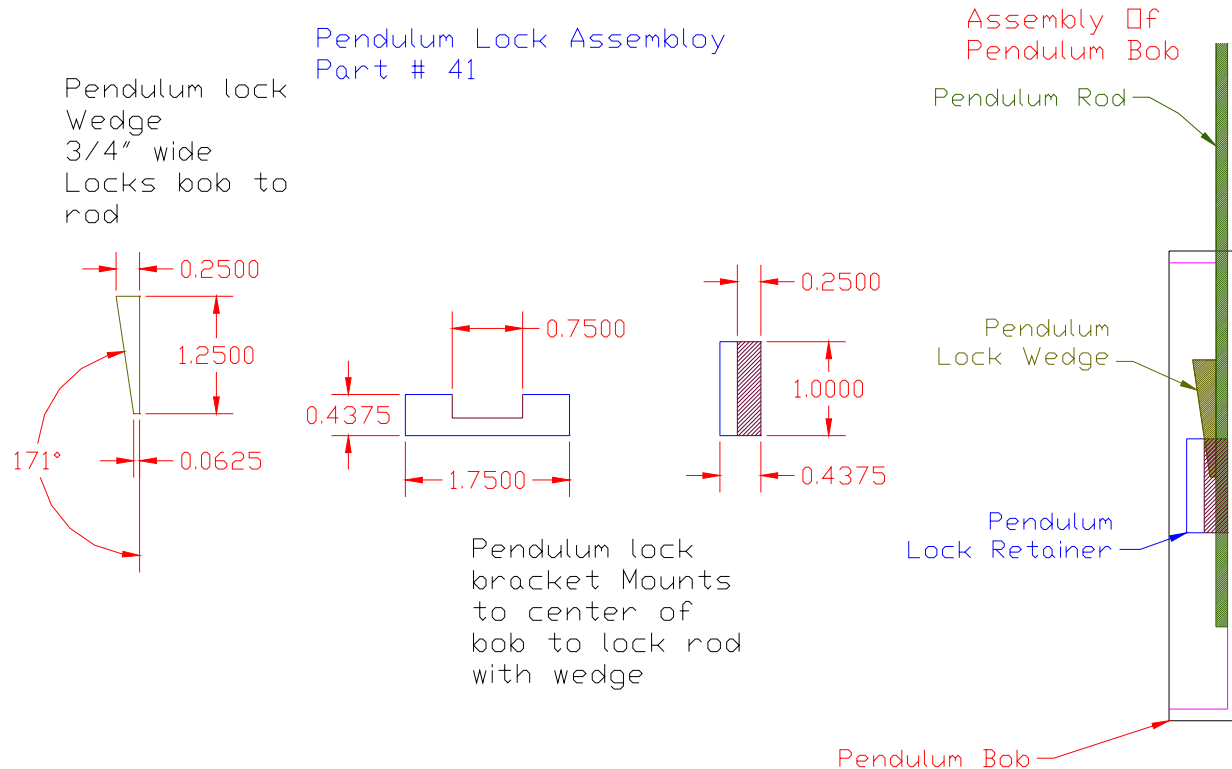 Pendulum Lock Assembloy
Part # 41
Assembly Of
Pendulum Bob
Pendulum lock
Wedge
3/4" wide
Locks bob to
rod
Pendulum Rod
0.2500
1.2500
171°
0.0625
0.7500
0.4375
1.7500
0.2500
1.0000
0.4375
Pendulum
Lock Wedge
Pendulum
Lock Retainer
Pendulum lock
bracket Mounts
to center of
bob to lock rod
with wedge
Pendulum Bob